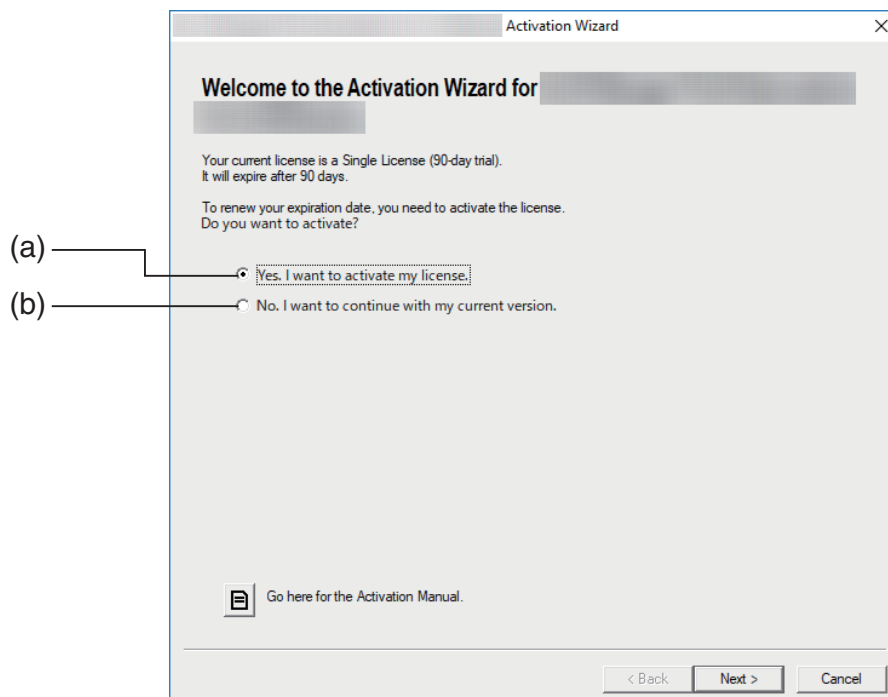 Activation Wizard
Welcome to the Activation Wizard for
Your current license is a Single License (90-day trial).
It will expire after 90 days.
To renew your expiration date, you need to activate the license.
Do you want to activate?
(a)
Yes. I want to activate my license.
(b)
No. I want to continue with my current version.
Go here for the Activation Manual.
< Back
Next >
Cancel